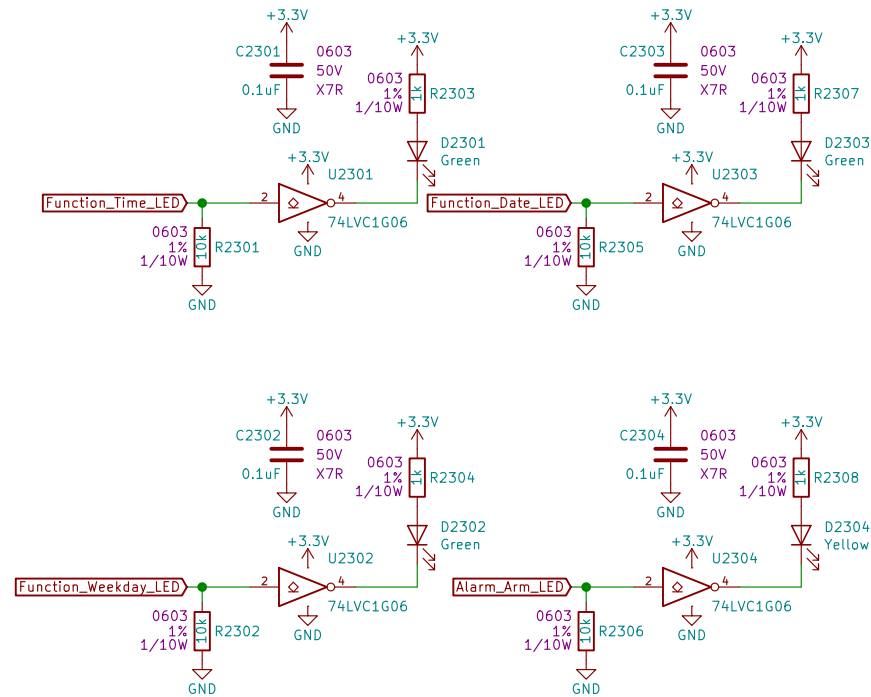 +3.3V
C2301
0.1uF
0603
50V
X7R
GND
+3.3V
0603
1%
1/10W
1k
R2303
D2301
Green
+3.3V
U2301
Function_Time_LED
2
4
74LVC1G06
GND
0603
1%
1/10W
10k
R2301
GND
+3.3V
C2303
0.1uF
0603
50V
X7R
GND
+3.3V
0603
1%
1/10W
1k
R2307
D2303
Green
+3.3V
U2303
Function_Date_LED
2
4
74LVC1G06
GND
0603
1%
1/10W
10k
R2305
GND
+3.3V
C2302
0.1uF
0603
50V
X7R
GND
+3.3V
0603
1%
1/10W
1k
R2304
D2302
Green
+3.3V
U2302
Function_Weekday_LED
2
4
74LVC1G06
GND
0603
1%
1/10W
10k
R2302
GND
+3.3V
C2304
0.1uF
0603
50V
X7R
GND
+3.3V
0603
1%
1/10W
1k
R2308
D2304
Yellow
+3.3V
U2304
Alarm_Arm_LED
2
4
74LVC1G06
GND
0603
1%
1/10W
10k
R2306
GND